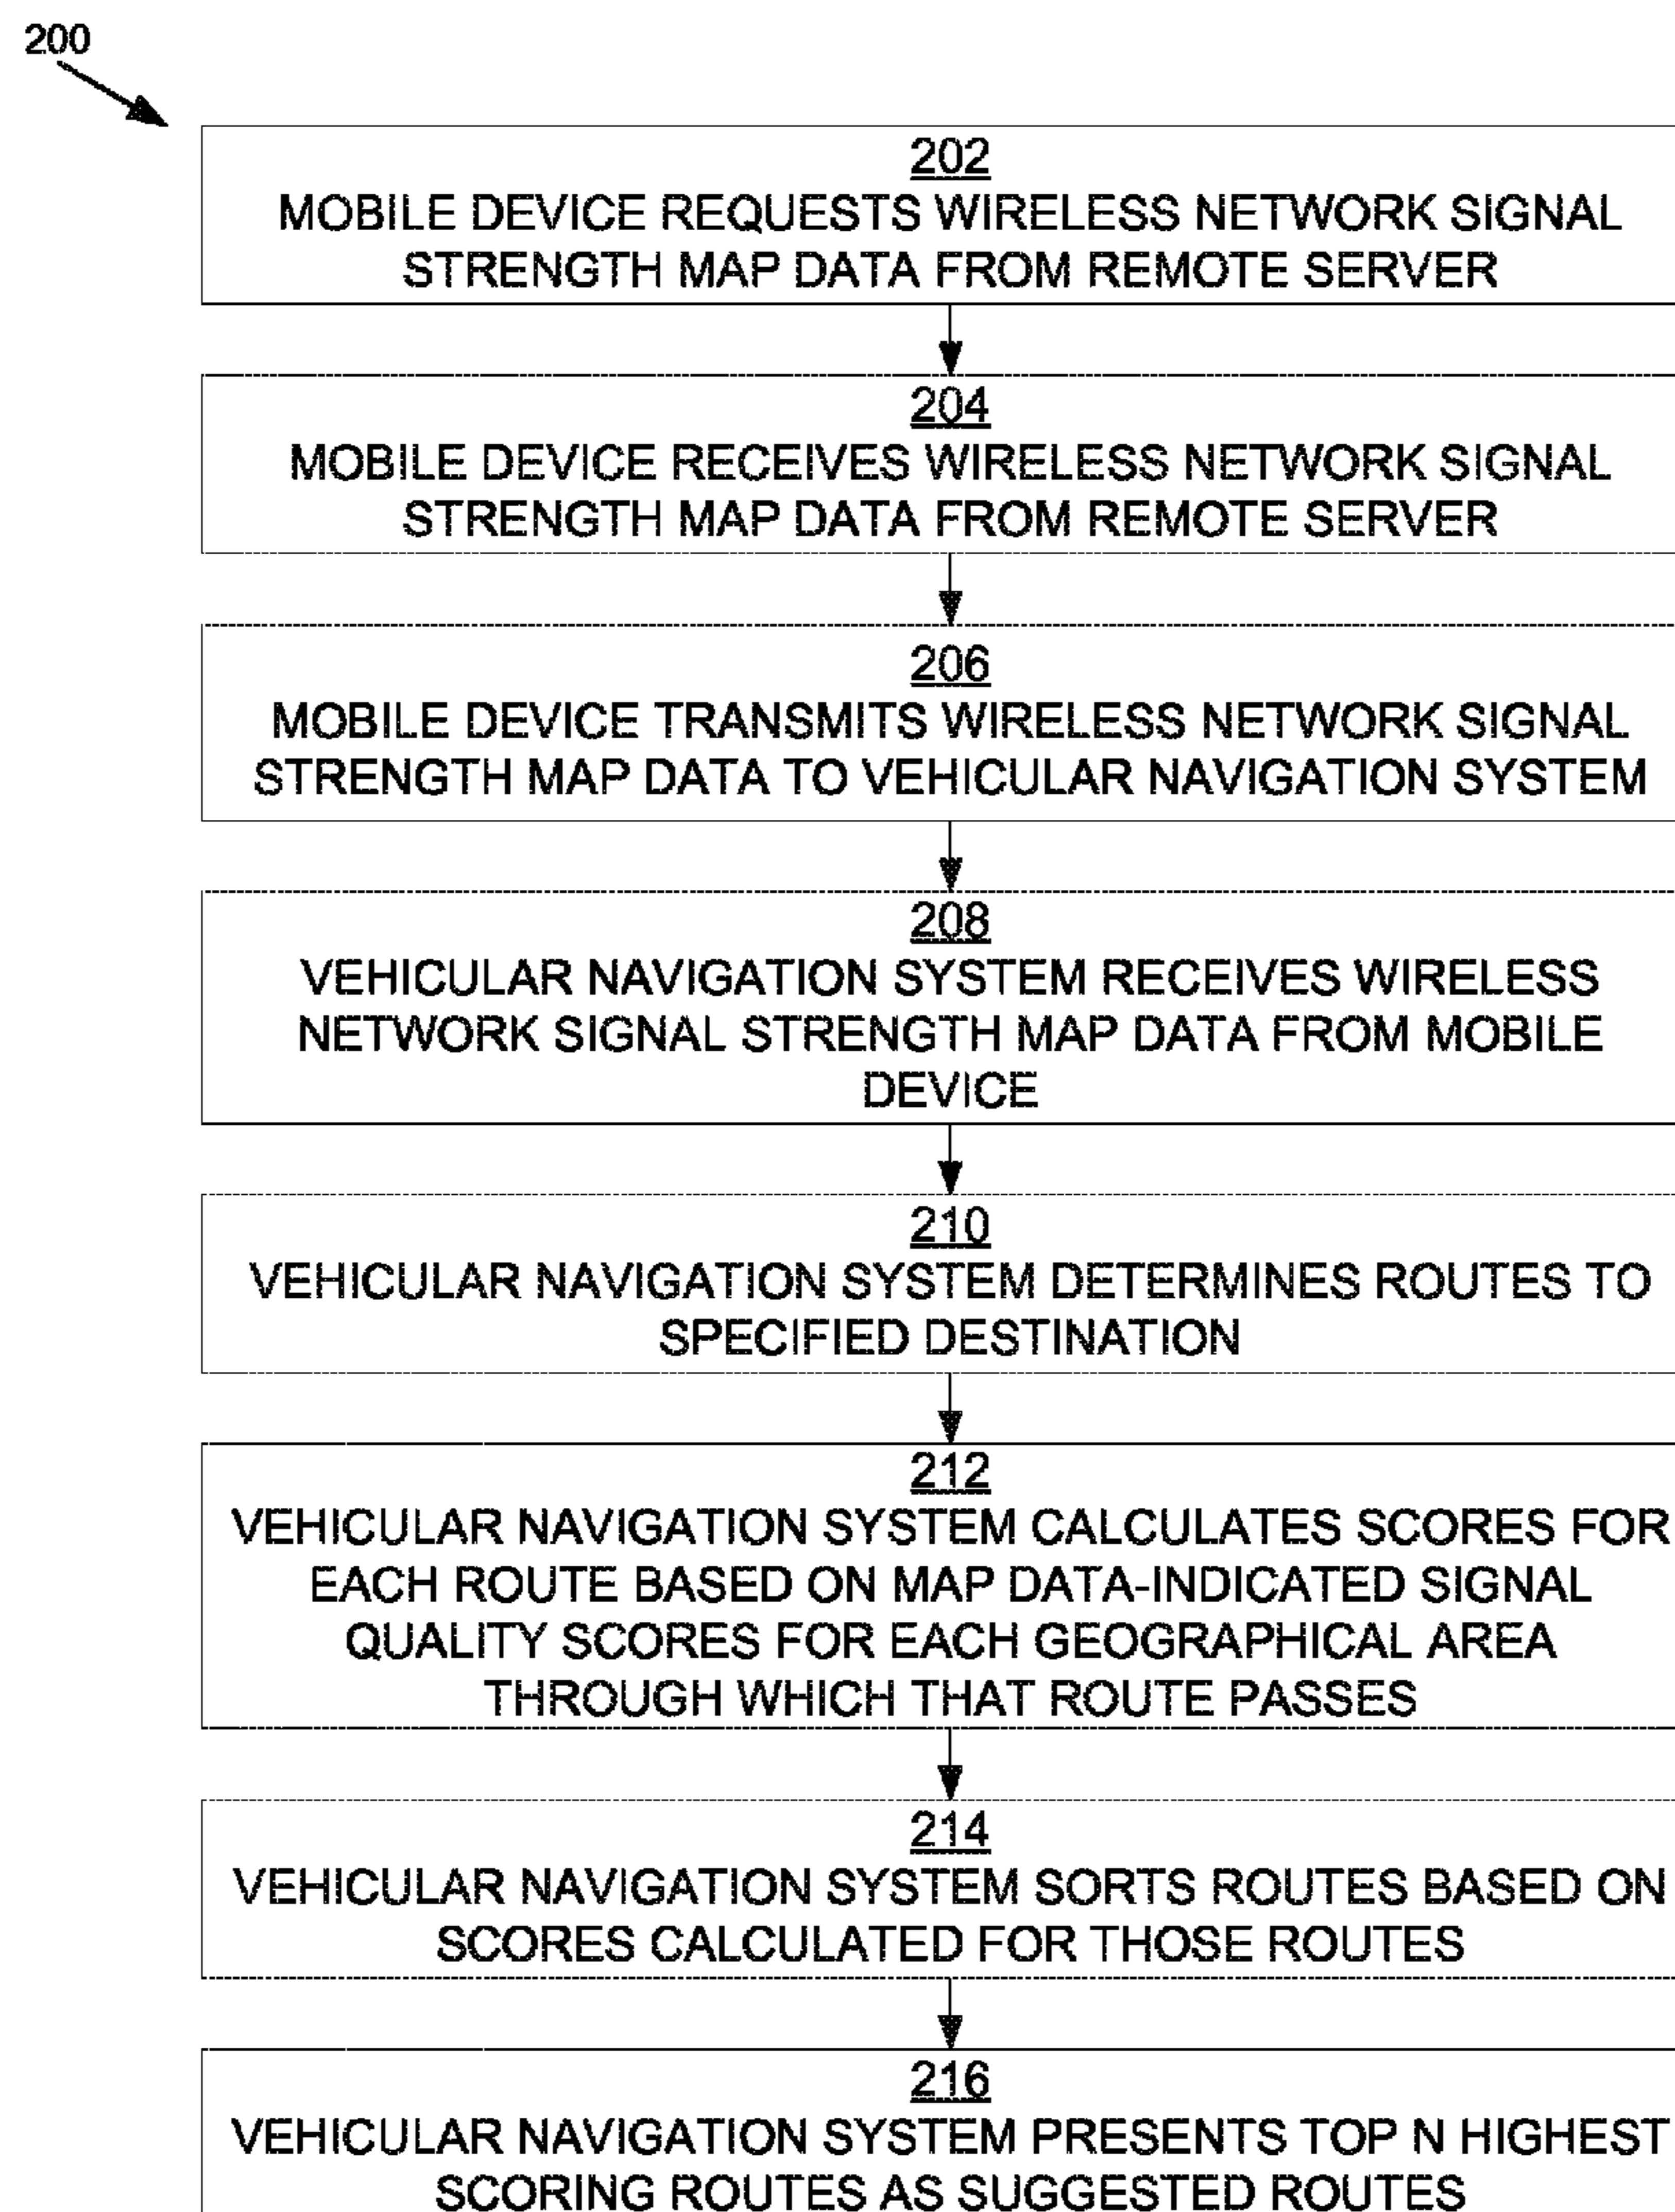 200
202
MOBILE DEVICE REQUESTS WIRELESS NETWORK SIGNAL
STRENGTH MAP DATA FROM REMOTE SERVER
204
MOBILE DEVICE RECEIVES WIRELESS NETWORK SIGNAL
STRENGTH MAP DATA FROM REMOTE SERVER
206
MOBILE DEVICE TRANSMITS WIRELESS NETWORK SIGNAL
STRENGTH MAP DATA TO VEHICULAR NAVIGATION SYSTEM
208
VEHICULAR NAVIGATION SYSTEM RECEIVES WIRELESS
NETWORK SIGNAL STRENGTH MAP DATA FROM MOBILE
DEVICE
210
VEHICULAR NAVIGATION SYSTEM DETERMINES ROUTES TO
SPECIFIED DESTINATION
212
VEHICULAR NAVIGATION SYSTEM CALCULATES SCORES FOR
EACH ROUTE BASED ON MAP DATA-INDICATED SIGNAL
QUALITY SCORES FOR EACH GEOGRAPHICAL AREA
THROUGH WHICH THAT ROUTE PASSES
214
VEHICULAR NAVIGATION SYSTEM SORTS ROUTES BASED ON
SCORES CALCULATED FOR THOSE ROUTES
216
VEHICULAR NAVIGATION SYSTEM PRESENTS TOP N HIGHEST
SCORING ROUTES AS SUGGESTED ROUTES